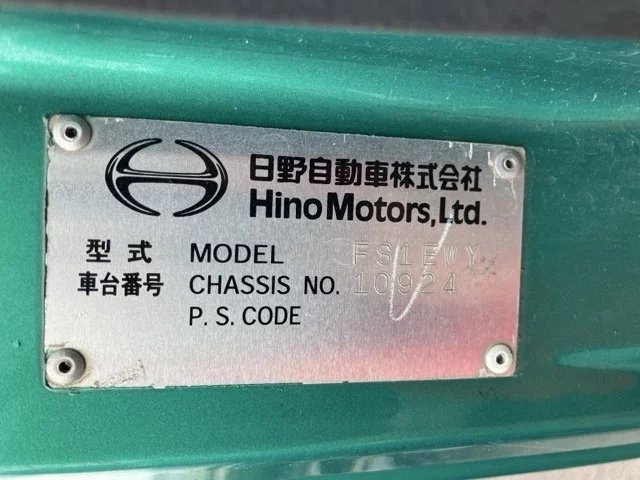 日野自動車株式会社
Hino Motors, Ltd.
型式 MODEL FS1EWY
車台番号 CHASSIS NO. 10924
P. S. CODE